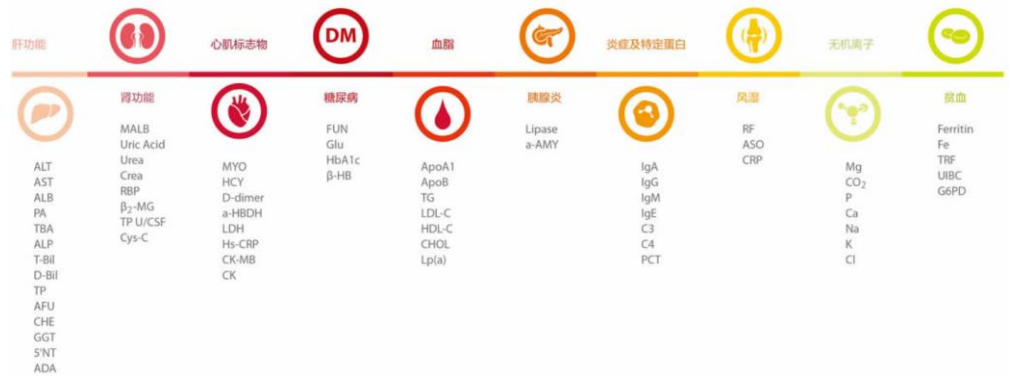 肝功能
ALT
AST
ALB
PA
TBA
ALP
T-Bil
D-Bil
TP
AFU
CHE
GGT
5'NT
ADA
肾功能
MALB
Uric Acid
Urea
Crea
RBP
β2-MG
TP U/CSF
Cys-C
心肌标志物
MYO
HCY
D-dimer
a-HBDH
LDH
Hs-CRP
CK-MB
CK
DM
糖尿病
FUN
Glu
HbA1c
β-HB
血脂
ApoA1
ApoB
TG
LDL-C
HDL-C
CHOL
Lp(a)
胰腺炎
Lipase
a-AMY
炎症及特定蛋白
IgA
IgG
IgM
IgE
C3
C4
PCT
风湿
RF
ASO
CRP
无机离子
Mg
CO2
P
Ca
Na
K
Cl
贫血
Ferritin
Fe
TRF
UIBC
G6PD